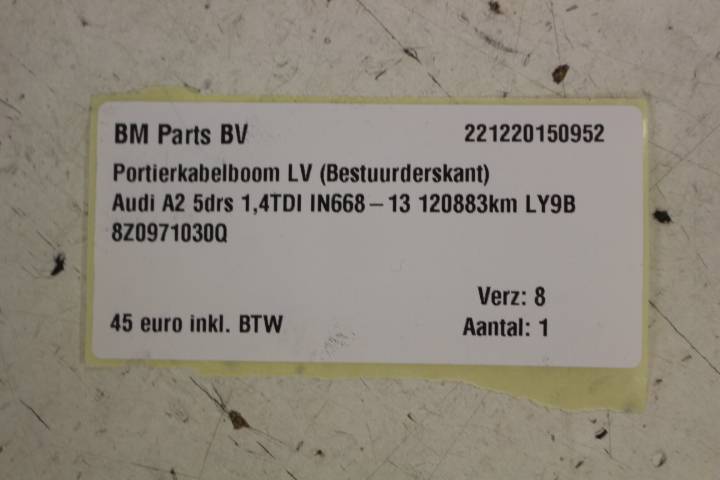 BM Parts BV 221220150952
Portierkabelboom LV (Bestuurderskant)
Audi A2 5drs 1,4TDI IN668-13 120883km LY9B
8Z0971030Q
Verz: 8
45 euro inkl. BTW Aantal: 1